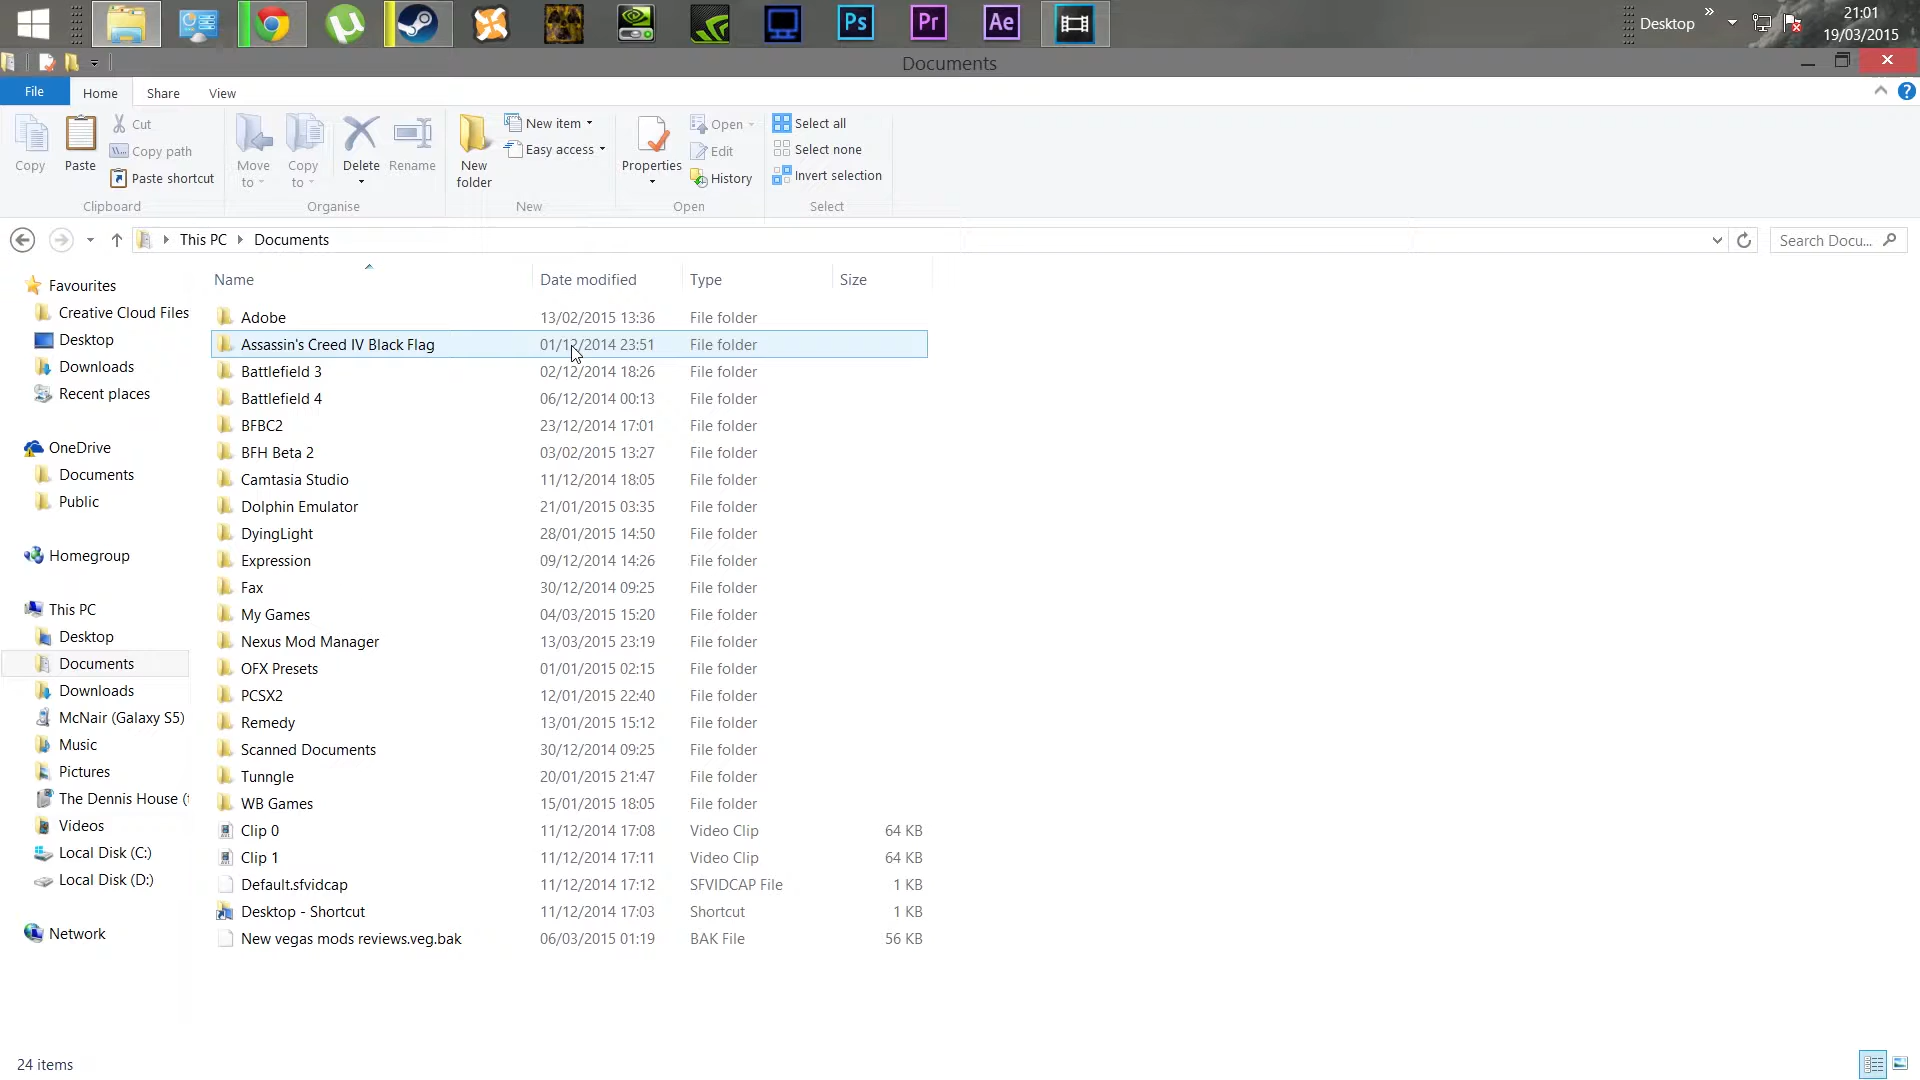 Ps
Pr
Ae
Desktop
»
21:01
19/03/2015
Documents
File
Home
Share
View
Copy
Paste
Cut
Copy path
Paste shortcut
Clipboard
Move to
Copy to
Delete
Rename
Organise
New folder
New item
Easy access
New
Properties
Open
Edit
History
Open
Select all
Select none
Invert selection
Select
This PC
Documents
Search Docu...
Name
Date modified
Type
Size
Favourites
Creative Cloud Files
Desktop
Downloads
Recent places
OneDrive
Documents
Public
Homegroup
This PC
Desktop
Documents
Downloads
McNair (Galaxy S5)
Music
Pictures
The Dennis House (
Videos
Local Disk (C:)
Local Disk (D:)
Network
Adobe 13/02/2015 13:36 File folder
Assassin's Creed IV Black Flag 01/12/2014 23:51 File folder
Battlefield 3 02/12/2014 18:26 File folder
Battlefield 4 06/12/2014 00:13 File folder
BFBC2 23/12/2014 17:01 File folder
BFH Beta 2 03/02/2015 13:27 File folder
Camtasia Studio 11/12/2014 18:05 File folder
Dolphin Emulator 21/01/2015 03:35 File folder
DyingLight 28/01/2015 14:50 File folder
Expression 09/12/2014 14:26 File folder
Fax 30/12/2014 09:25 File folder
My Games 04/03/2015 15:20 File folder
Nexus Mod Manager 13/03/2015 23:19 File folder
OFX Presets 01/01/2015 02:15 File folder
PCSX2 12/01/2015 22:40 File folder
Remedy 13/01/2015 15:12 File folder
Scanned Documents 30/12/2014 09:25 File folder
Tunngle 20/01/2015 21:47 File folder
WB Games 15/01/2015 18:05 File folder
Clip 0 11/12/2014 17:08 Video Clip 64 KB
Clip 1 11/12/2014 17:11 Video Clip 64 KB
Default.sfvidcap 11/12/2014 17:12 SFVIDCAP File 1 KB
Desktop - Shortcut 11/12/2014 17:03 Shortcut 1 KB
New vegas mods reviews.veg.bak 06/03/2015 01:19 BAK File 56 KB
24 items